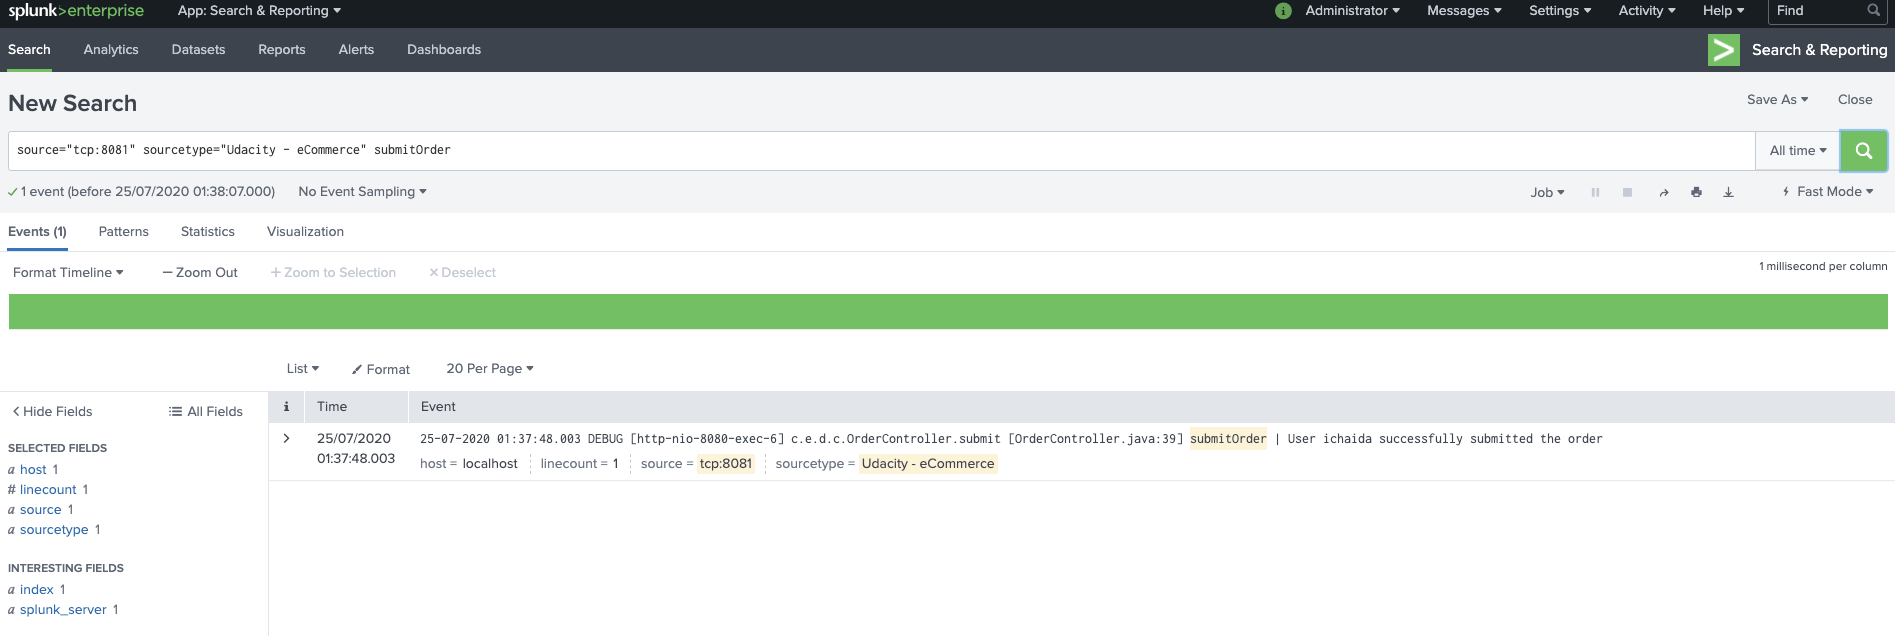 splunk>enterprise App: Search & Reporting i Administrator Messages Settings Activity Help Find
Search Analytics Datasets Reports Alerts Dashboards > Search & Reporting
New Search Save As Close
source="tcp:8081" sourcetype="Udacity - eCommerce" submitOrder All time
✓ 1 event (before 25/07/2020 01:38:07.000) No Event Sampling Job Fast Mode
Events (1) Patterns Statistics Visualization
Format Timeline — Zoom Out + Zoom to Selection × Deselect 1 millisecond per column
List Format 20 Per Page
< Hide Fields All Fields
i Time Event
SELECTED FIELDS
a host 1
# linecount 1
a source 1
a sourcetype 1
INTERESTING FIELDS
a index 1
a splunk_server 1
> 25/07/2020
01:37:48.003
25-07-2020 01:37:48.003 DEBUG [http-nio-8080-exec-6] c.e.d.c.OrderController.submit [OrderController.java:39] submitOrder | User ichaida successfully submitted the order
host = localhost linecount = 1 source = tcp:8081 sourcetype = Udacity - eCommerce